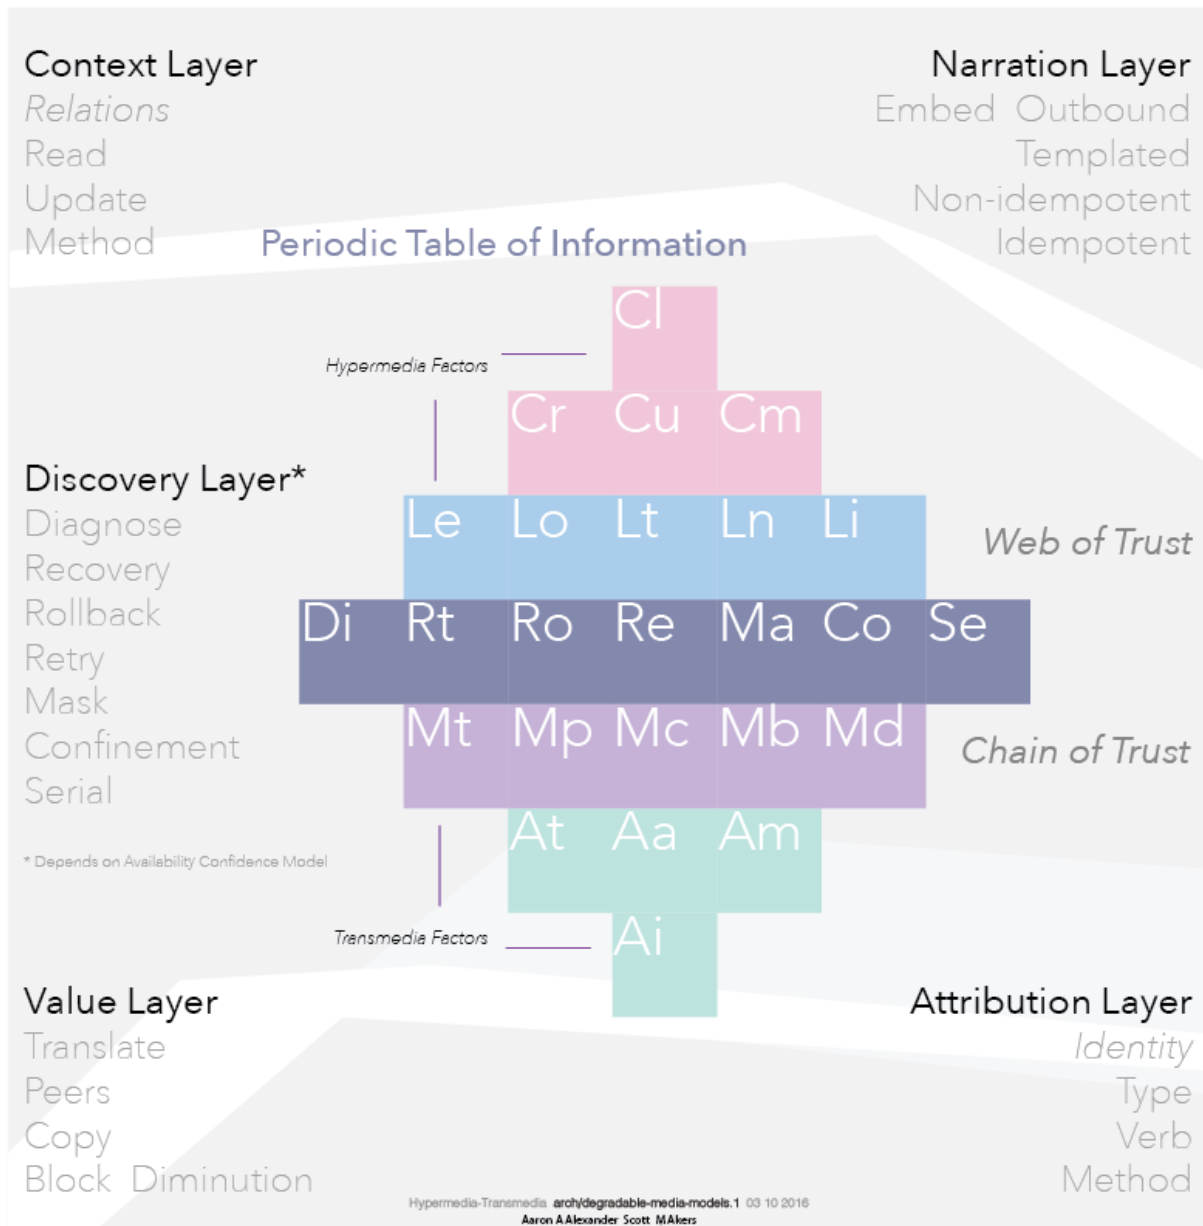 Context Layer
Relations
Read
Update
Method
Narration Layer
Embed Outbound
Templated
Non-idempotent
Idempotent
Periodic Table of Information
Hypermedia Factors
Cl
Cr Cu Cm
Le Lo Lt Ln Li
Di Rt Ro Re Ma Co Se
Mt Mp Mc Mb Md
At Aa Am
Ai
Transmedia Factors
Discovery Layer*
Diagnose
Recovery
Rollback
Retry
Mask
Confinement
Serial
* Depends on Availability Confidence Model
Web of Trust
Chain of Trust
Value Layer
Translate
Peers
Copy
Block Diminution
Attribution Layer
Identity
Type
Verb
Method
Hypermedia-Transmedia arch/degradable-media-models.1 03 10 2016
Aaron A Alexander Scott MAkers